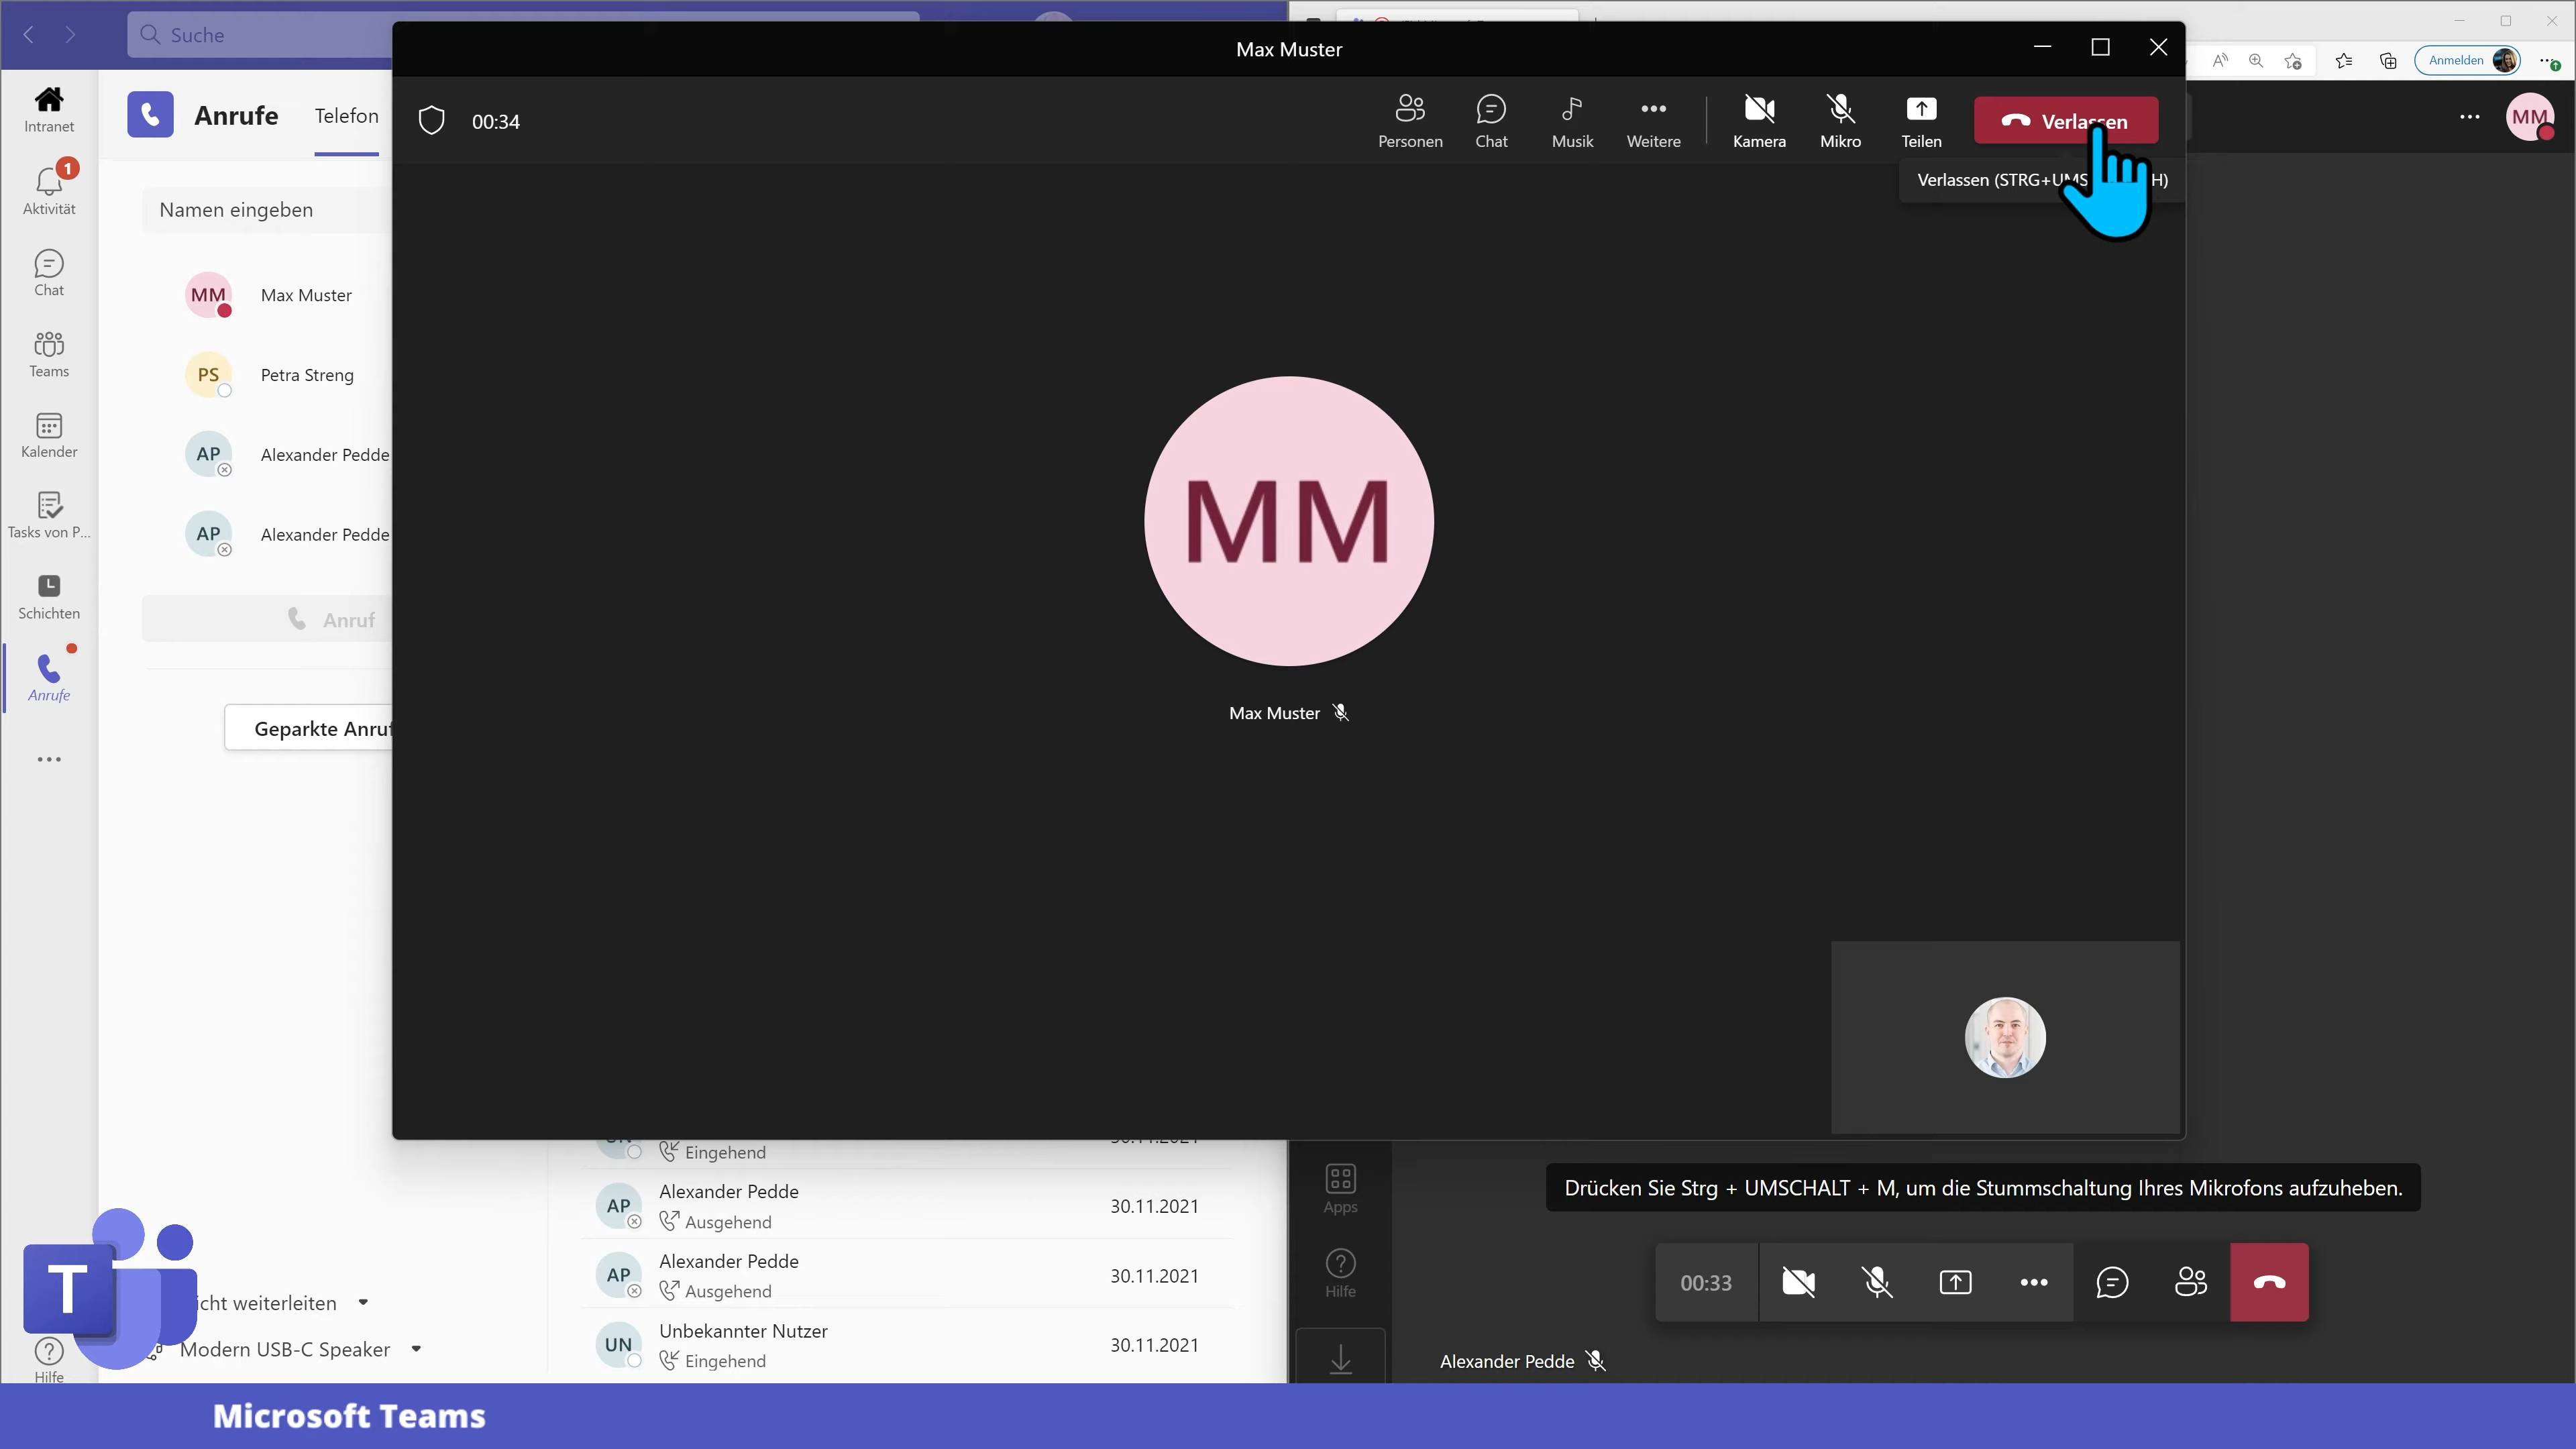 Suche
Max Muster
Anmelden
Intranet
Anrufe
Telefon
00:34
Personen
Chat
Musik
Weitere
Kamera
Mikro
Teilen
Verlassen
MM
1
Aktivität
Namen eingeben
Verlassen (STRG+UMS H)
Chat
MM
Max Muster
Teams
PS
Petra Streng
Kalender
AP
Alexander Pedde
MM
Tasks von P...
AP
Alexander Pedde
Schichten
Anruf
Anrufe
Max Muster
Geparkte Anruf
Eingehend
AP
Alexander Pedde
Ausgehend
30.11.2021
Apps
Drücken Sie Strg + UMSCHALT + M, um die Stummschaltung Ihres Mikrofons aufzuheben.
AP
Alexander Pedde
Ausgehend
30.11.2021
Hilfe
00:33
T
icht weiterleiten
UN
Unbekannter Nutzer
Eingehend
30.11.2021
Modern USB-C Speaker
Alexander Pedde
Hilfe
Microsoft Teams